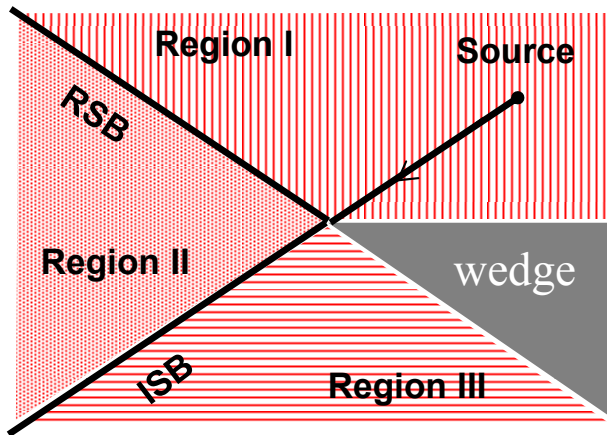 Region I
Source
RSB
Region II
wedge
ISB
Region III